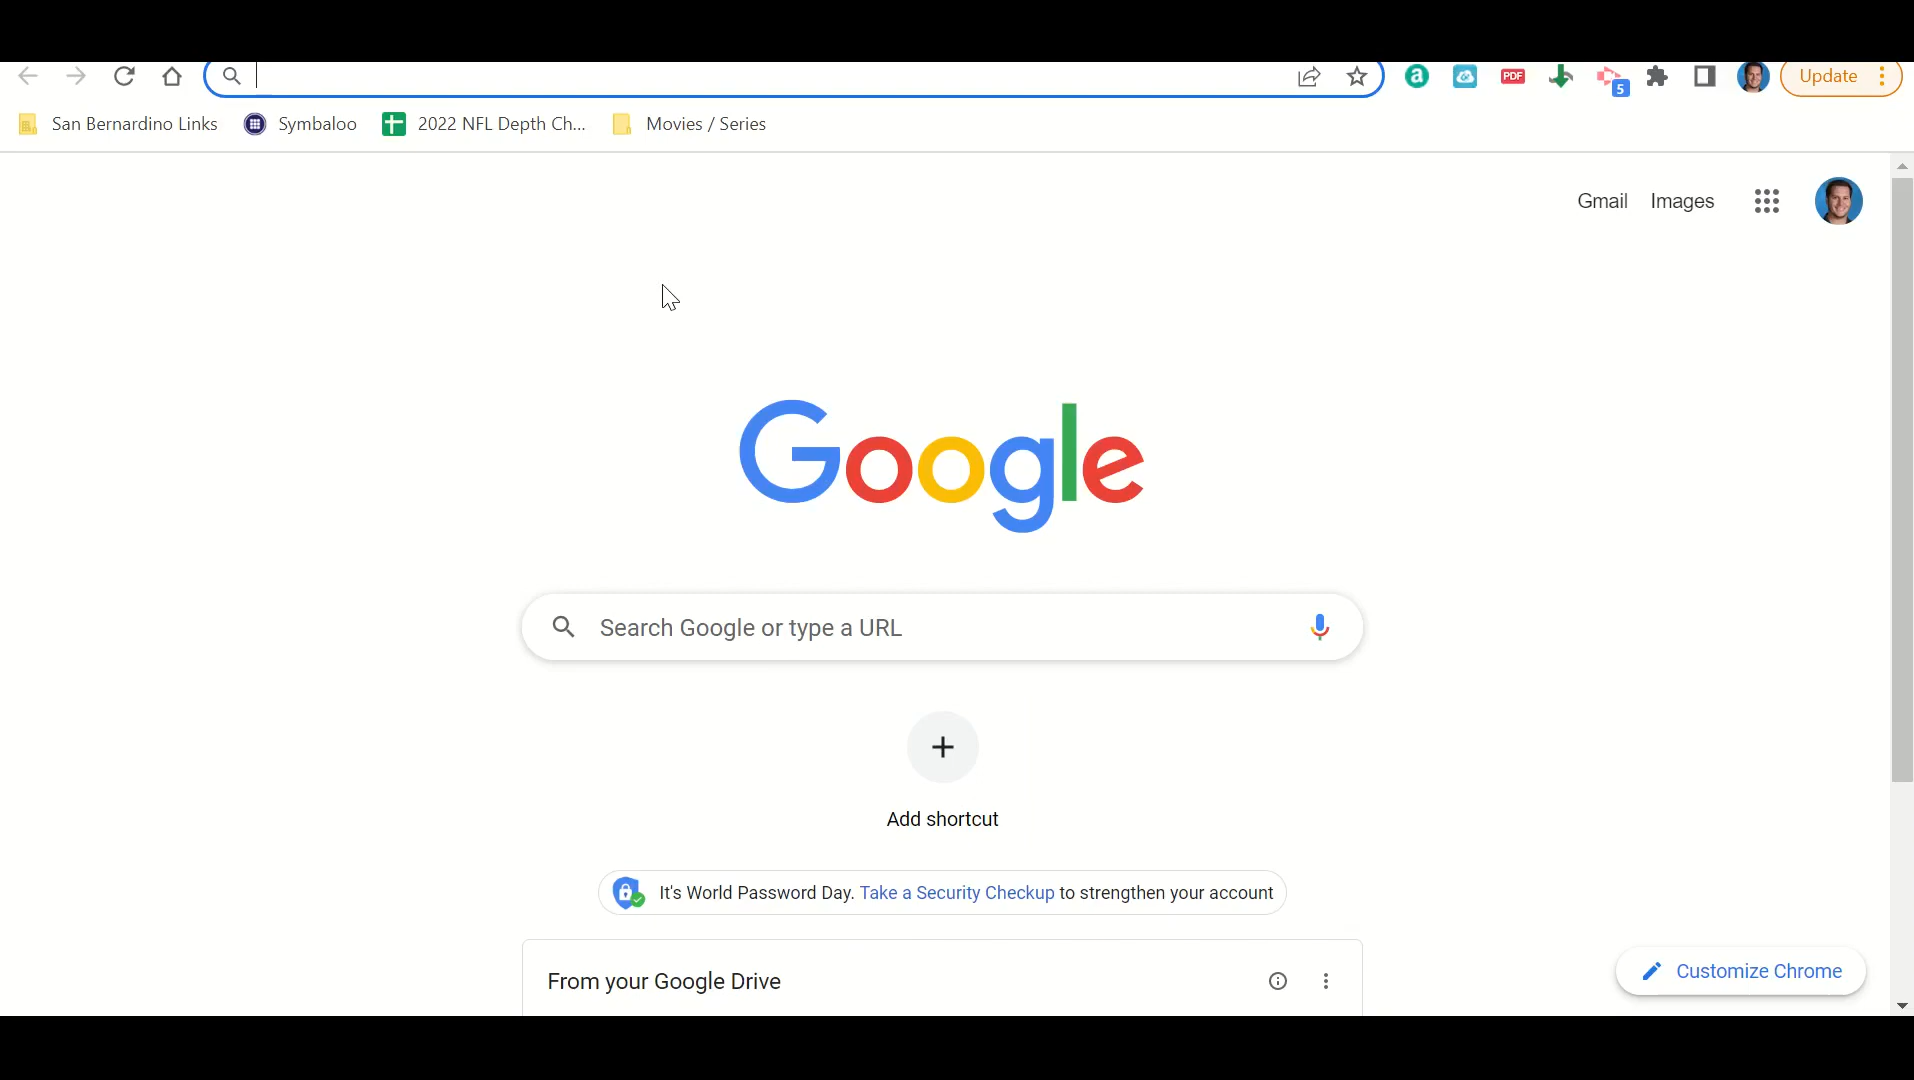 5
Update
San Bernardino Links
Symbaloo
2022 NFL Depth Ch...
Movies / Series
Gmail
Images
Google
Search Google or type a URL
Add shortcut
It's World Password Day. Take a Security Checkup to strengthen your account
From your Google Drive
Customize Chrome
a
PDF